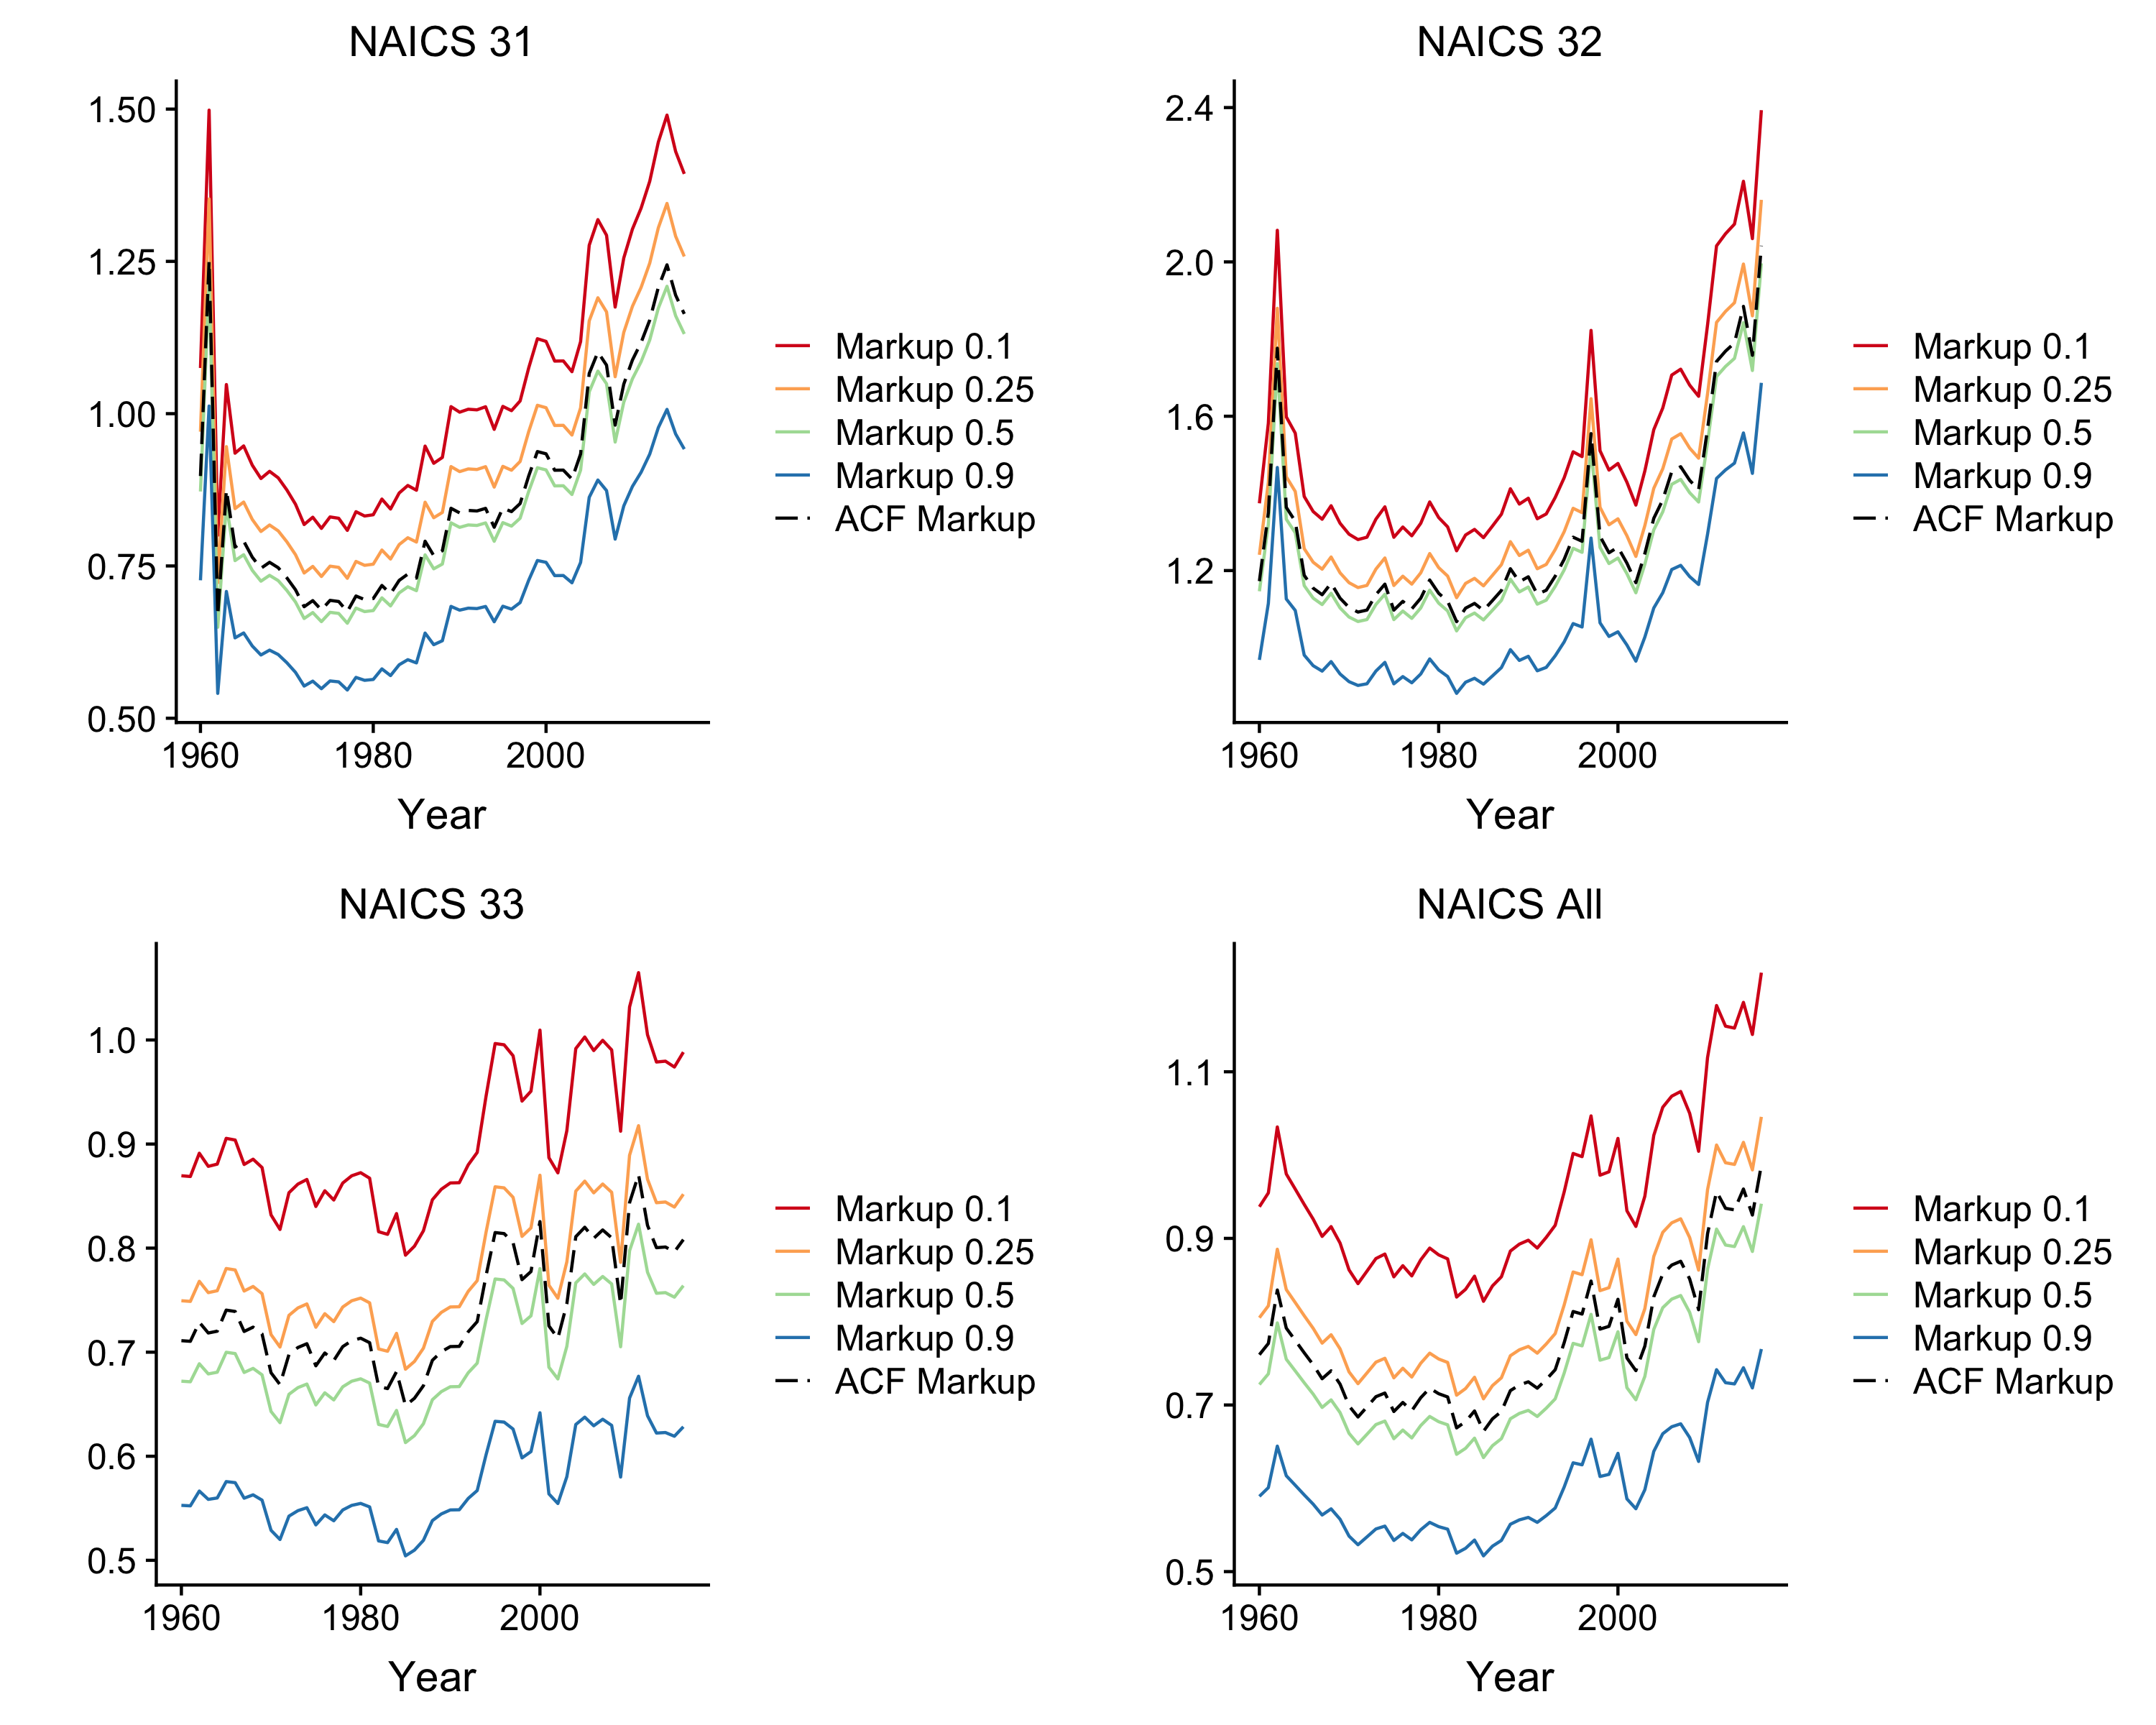 NAICS 31
1.50
1.25
1.00
0.75
0.50
1960 1980 2000
Year
Markup 0.1
Markup 0.25
Markup 0.5
Markup 0.9
ACF Markup
NAICS 32
2.4
2.0
1.6
1.2
1960 1980 2000
Year
Markup 0.1
Markup 0.25
Markup 0.5
Markup 0.9
ACF Markup
NAICS 33
1.0
0.9
0.8
0.7
0.6
0.5
1960 1980 2000
Year
Markup 0.1
Markup 0.25
Markup 0.5
Markup 0.9
ACF Markup
NAICS All
1.1
0.9
0.7
0.5
1960 1980 2000
Year
Markup 0.1
Markup 0.25
Markup 0.5
Markup 0.9
ACF Markup